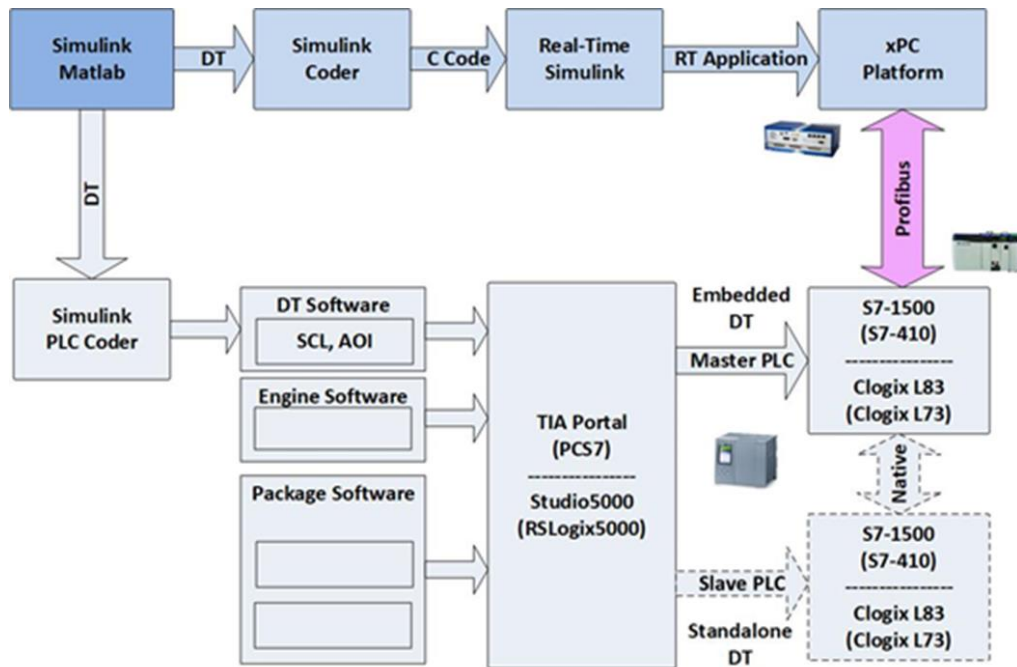 Simulink
Matlab
DT
Simulink
Coder
C Code
Real-Time
Simulink
RT Application
xPC
Platform
DT
Profibus
Simulink
PLC Coder
DT Software
SCL, AOI
Engine Software
Package Software
TIA Portal
(PCS7)
-----------------
Studio5000
(RSLogix5000)
Embedded
DT
Master PLC
S7-1500
(S7-410)
----------------
Clogix L83
(Clogix L73)
Native
Slave PLC
Standalone
DT
S7-1500
(S7-410)
----------------
Clogix L83
(Clogix L73)